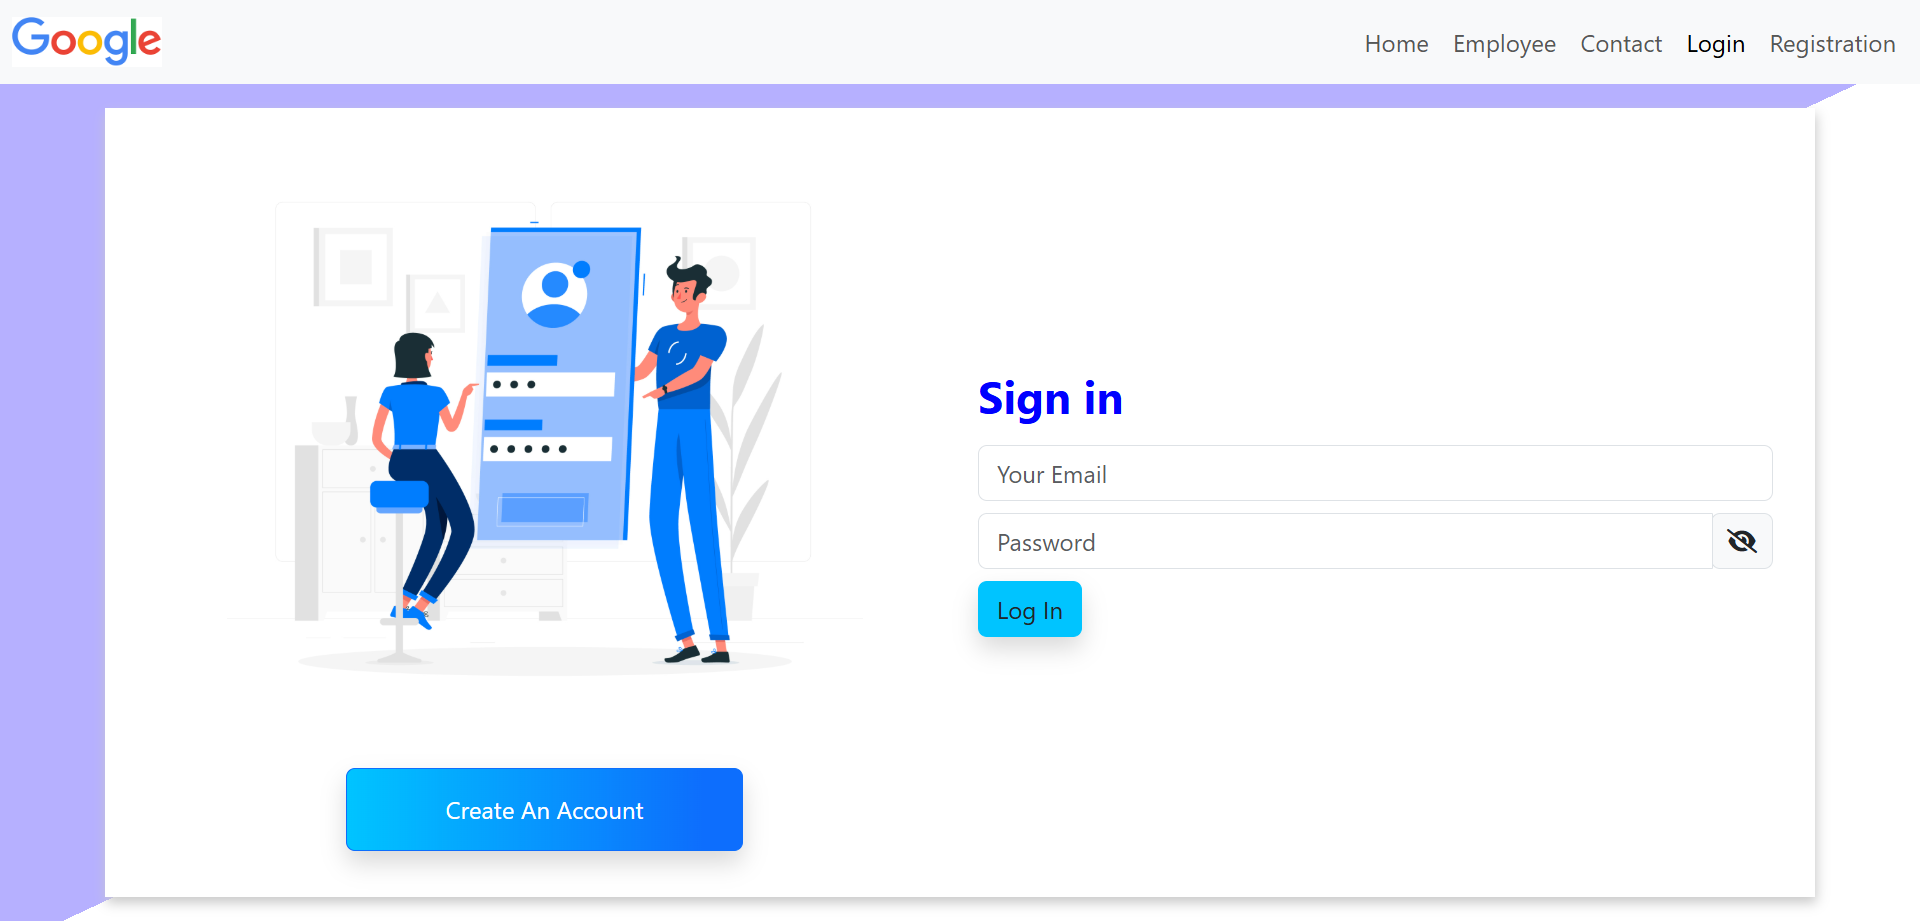 Google
Home Employee Contact Login Registration
Sign in
Your Email
Password
Log In
Create An Account